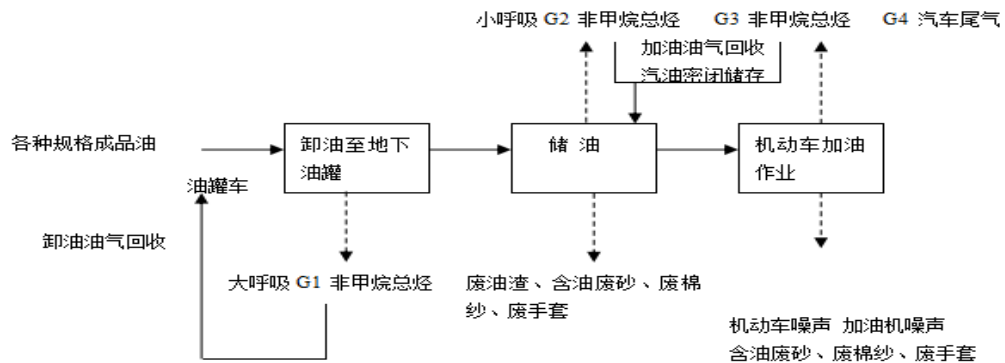 小呼吸 G2 非甲烷总烃 G3 非甲烷总烃 G4 汽车尾气
加油油气回收
汽油密闭储存
各种规格成品油
卸油至地下
油罐
储 油
机动车加油
作业
油罐车
卸油油气回收
大呼吸 G1 非甲烷总烃
废油渣、含油废砂、废棉
纱、废手套
机动车噪声 加油机噪声
含油废砂、废棉纱、废手套